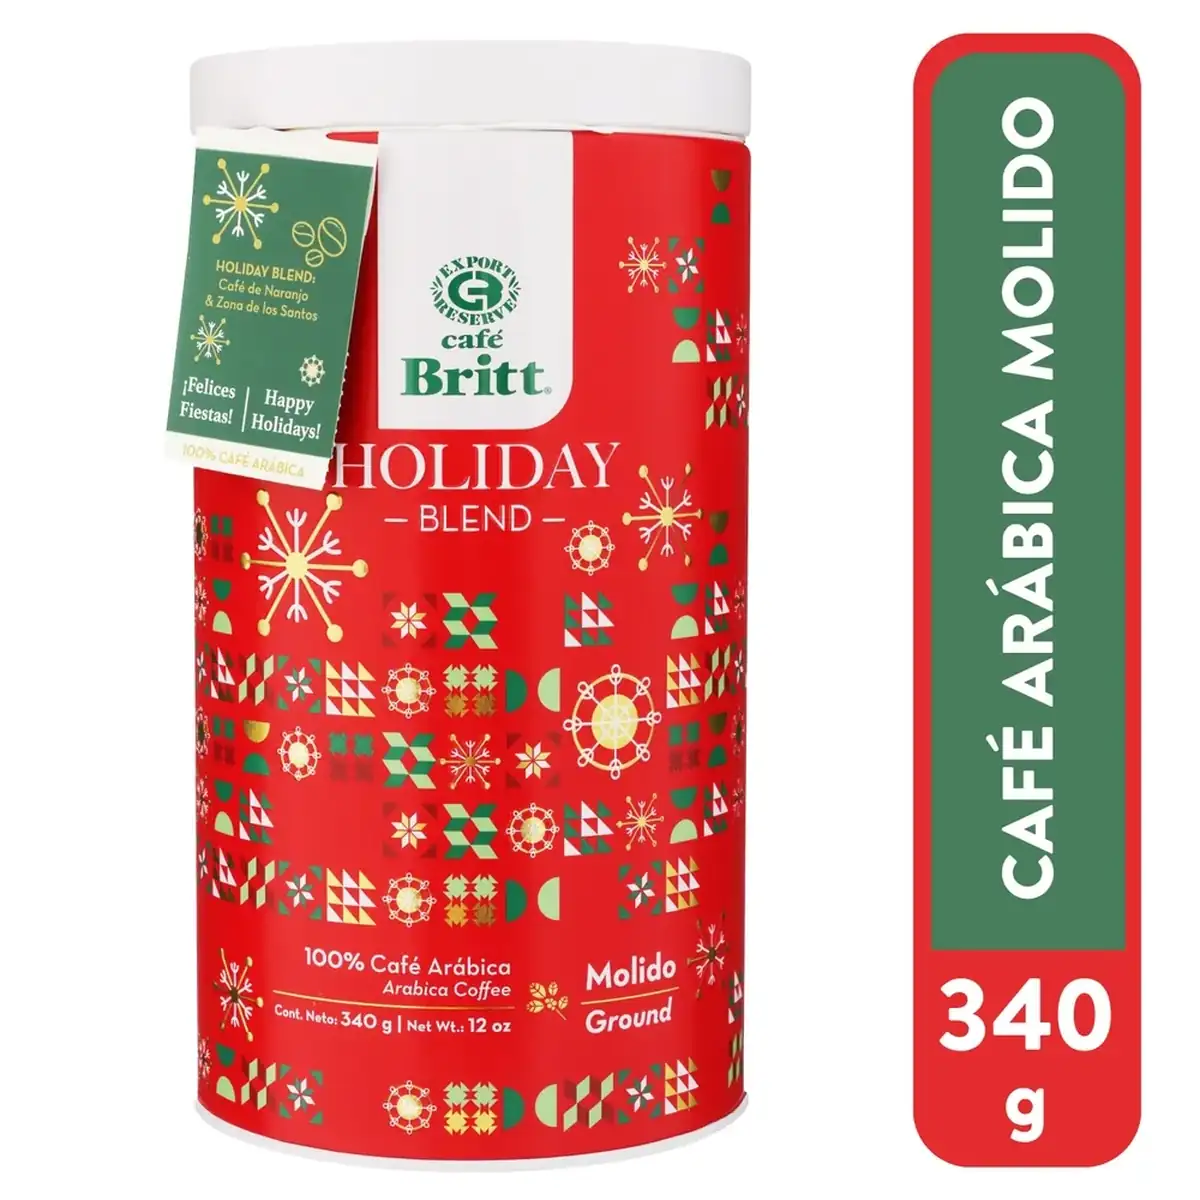 HOLIDAY BLEND:
Café de Naranjo
& Zona de los Santos
¡Felices
Fiestas!
Happy
Holidays!
100% CAFÉ ARÁBICA
EXPORT
RESERVE
café
Britt®
HOLIDAY
– BLEND –
100% Café Arábica
Arabica Coffee
Cont. Neto: 340 g | Net Wt.: 12 oz
Molido
Ground
CAFÉ ARÁBICA MOLIDO
340
g